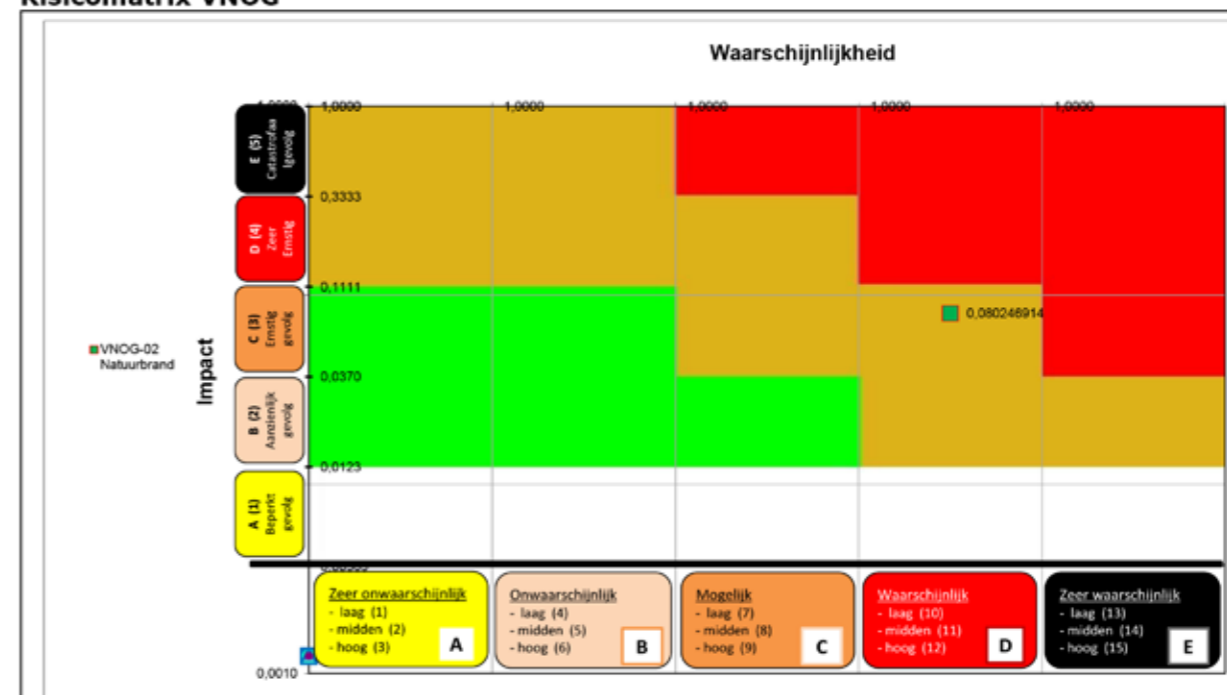 Risicomatrix VNOG
Waarschijnlijkheid
1,0000
1,0000
1,0000
1,0000
1,0000
E (5)
Catastrofaa
lgevolg
0,3333
D (4)
Zeer
Ernstig
0,1111
C (3)
Ernstig
gevolg
0,080246914
VNOG-02
Natuurbrand
Impact
0,0370
B (2)
Aanzienlijk
gevolg
0,0123
A (1)
Beperkt
gevolg
Zeer onwaarschijnlijk
- laag (1)
- midden (2)
- hoog (3)
A
Onwaarschijnlijk
- laag (4)
- midden (5)
- hoog (6)
B
Mogelijk
- laag (7)
- midden (8)
- hoog (9)
C
Waarschijnlijk
- laag (10)
- midden (11)
- hoog (12)
D
Zeer waarschijnlijk
- laag (13)
- midden (14)
- hoog (15)
E
0,0010